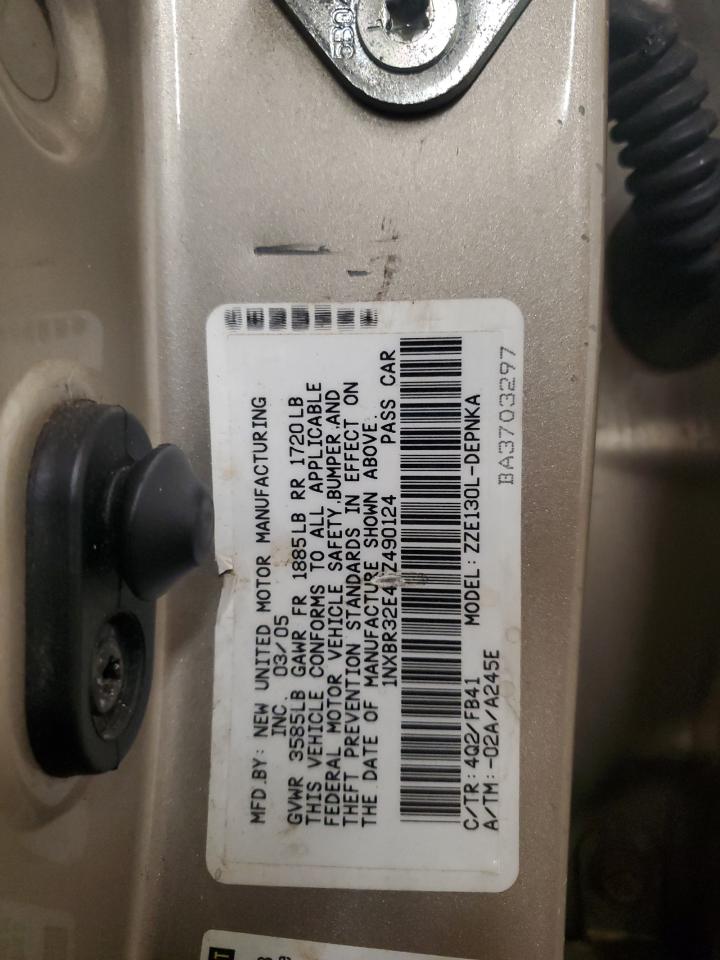 MFD.BY: NEW UNITED MOTOR MANUFACTURING
INC. 03/05
GVWR 3585LB GAWR FR 1885LB RR 1720LB
THIS VEHICLE CONFORMS TO ALL APPLICABLE
FEDERAL MOTOR VEHICLE SAFETY,BUMPER,AND
THEFT PREVENTION STANDARDS IN EFFECT ON
THE DATE OF MANUFACTURE SHOWN ABOVE.
1NXBR32E45Z490124 PASS CAR
C/TR: 4Q2/FB41 MODEL: ZZE130L-DEPNKA
A/TM: -02A/A245E
BA3703297